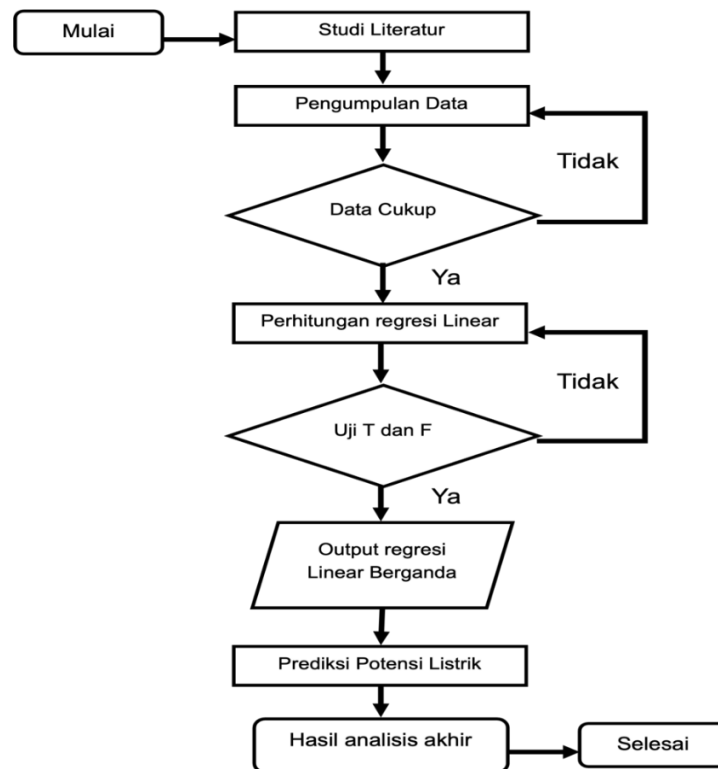 Mulai
Studi Literatur
Pengumpulan Data
Tidak
Data Cukup
Ya
Perhitungan regresi Linear
Tidak
Uji T dan F
Ya
Output regresi
Linear Berganda
Prediksi Potensi Listrik
Hasil analisis akhir
Selesai